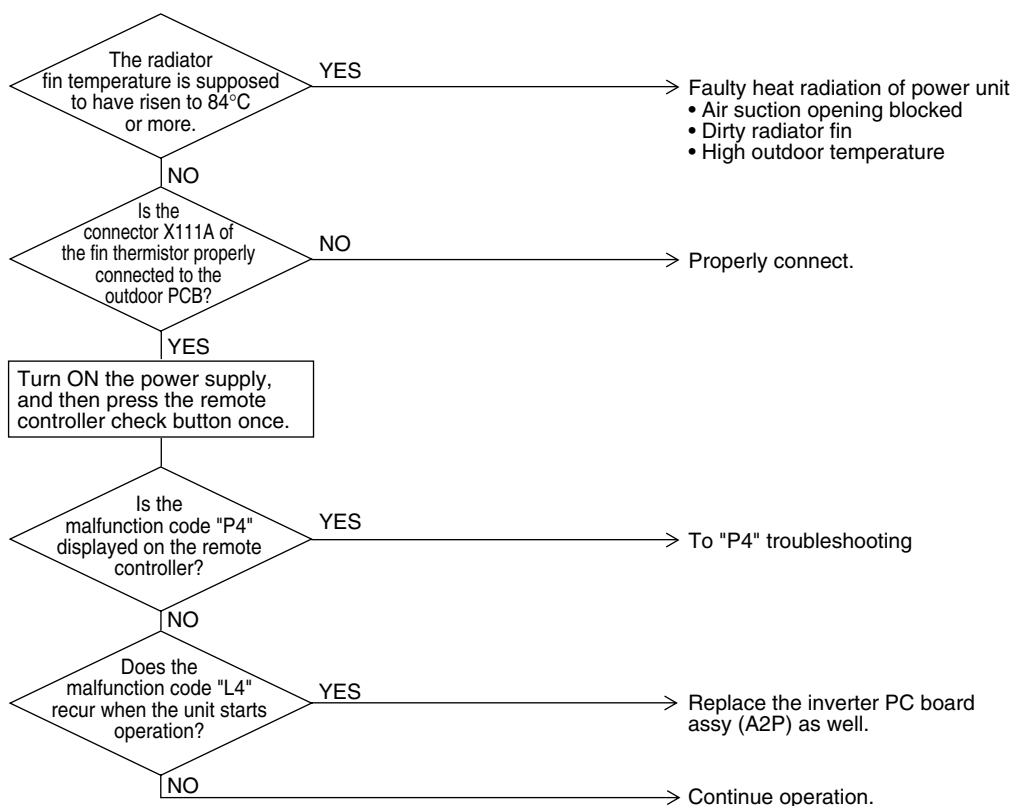 The radiator
fin temperature is supposed
to have risen to 84°C
or more.
YES
Faulty heat radiation of power unit
• Air suction opening blocked
• Dirty radiator fin
• High outdoor temperature
NO
Is the
connector X111A of
the fin thermistor properly
connected to the
outdoor PCB?
NO
Properly connect.
YES
Turn ON the power supply,
and then press the remote
controller check button once.
Is the
malfunction code "P4"
displayed on the remote
controller?
YES
To "P4" troubleshooting
NO
Does the
malfunction code "L4"
recur when the unit starts
operation?
YES
Replace the inverter PC board
assy (A2P) as well.
NO
Continue operation.